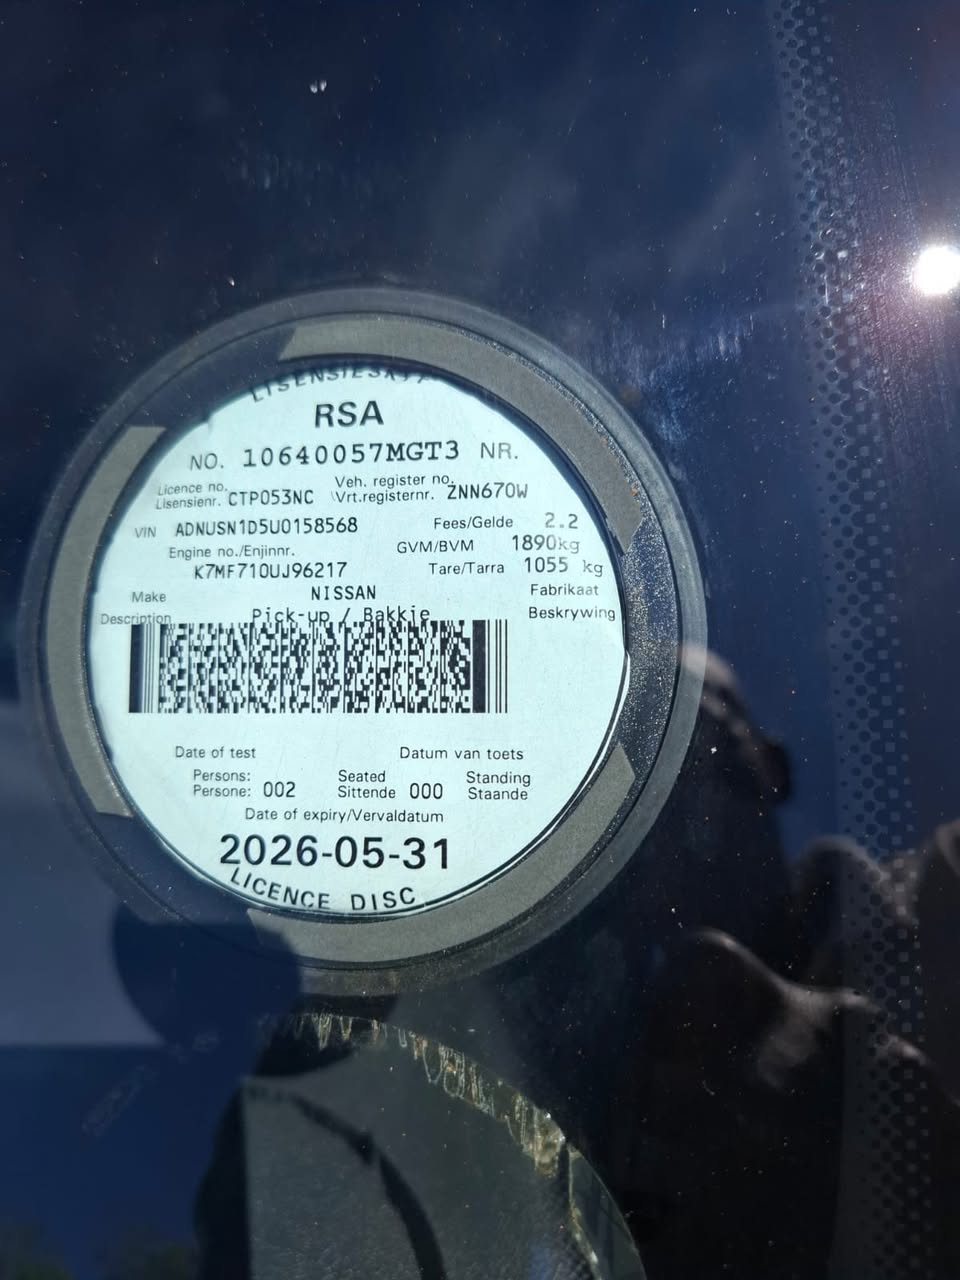 LISENSIESKYF
RSA
NO. 10640057MGT3 NR.
Licence no. Veh. register no.
Lisensienr. CTP053NC Vrt.registernr. ZNN670W
VIN ADNUSN1D5U0158568 Fees/Gelde 2.2
Engine no./Enjinnr. GVM/BVM 1890kg
K7MF710UJ96217 Tare/Tarra 1055 kg
Make NISSAN Fabrikaat
Description Pick-up / Bakkie Beskrywing
Date of test Datum van toets
Persons: Seated Standing
Persone: 002 Sittende 000 Staande
Date of expiry/Vervaldatum
2026-05-31
LICENCE DISC